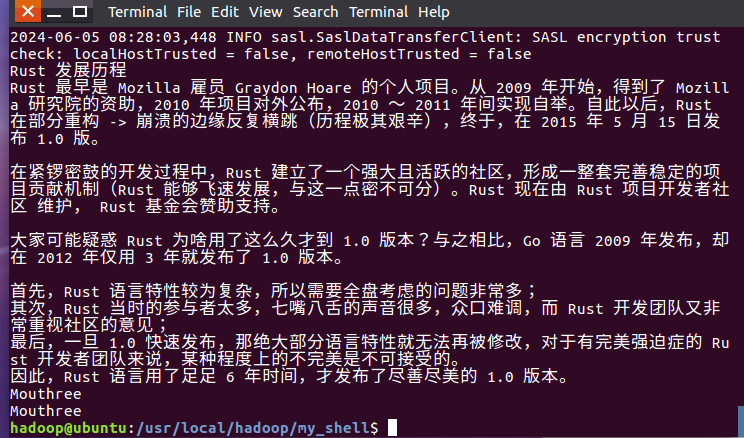 Terminal File Edit View Search Terminal Help
2024-06-05 08:28:03,448 INFO sasl.SaslDataTransferClient: SASL encryption trust
check: localHostTrusted = false, remoteHostTrusted = false
Rust 发展历程
Rust 最早是 Mozilla 雇员 Graydon Hoare 的个人项目。从 2009 年开始，得到了 Mozill
a 研究院的资助，2010 年项目对外公布，2010 ～ 2011 年间实现自举。自此以后，Rust
在部分重构 -> 崩溃的边缘反复横跳（历程极其艰辛），终于，在 2015 年 5 月 15 日发
布 1.0 版。
在紧锣密鼓的开发过程中，Rust 建立了一个强大且活跃的社区，形成一整套完善稳定的项
目贡献机制（Rust 能够飞速发展，与这一点密不可分）。Rust 现在由 Rust 项目开发者社
区 维护， Rust 基金会赞助支持。
大家可能疑惑 Rust 为啥用了这么久才到 1.0 版本？与之相比，Go 语言 2009 年发布，却
在 2012 年仅用 3 年就发布了 1.0 版本。
首先，Rust 语言特性较为复杂，所以需要全盘考虑的问题非常多；
其次，Rust 当时的参与者太多，七嘴八舌的声音很多，众口难调，而 Rust 开发团队又非
常重视社区的意见；
最后，一旦 1.0 快速发布，那绝大部分语言特性就无法再被修改，对于有完美强迫症的 Ru
st 开发者团队来说，某种程度上的不完美是不可接受的。
因此，Rust 语言用了足足 6 年时间，才发布了尽善尽美的 1.0 版本。
Mouthree
Mouthree
hadoop@ubuntu:/usr/local/hadoop/my_shell$